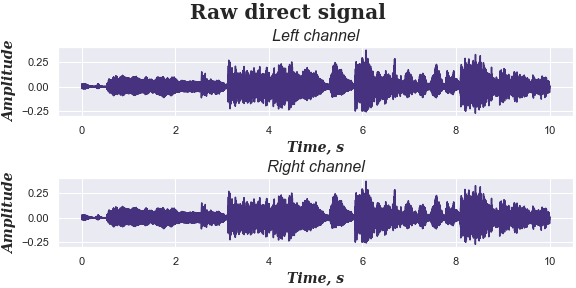 Raw direct signal
Left channel
Amplitude
0.25
0.00
−0.25
0 2 4 6 8 10
Time, s
Right channel
Amplitude
0.25
0.00
−0.25
0 2 4 6 8 10
Time, s